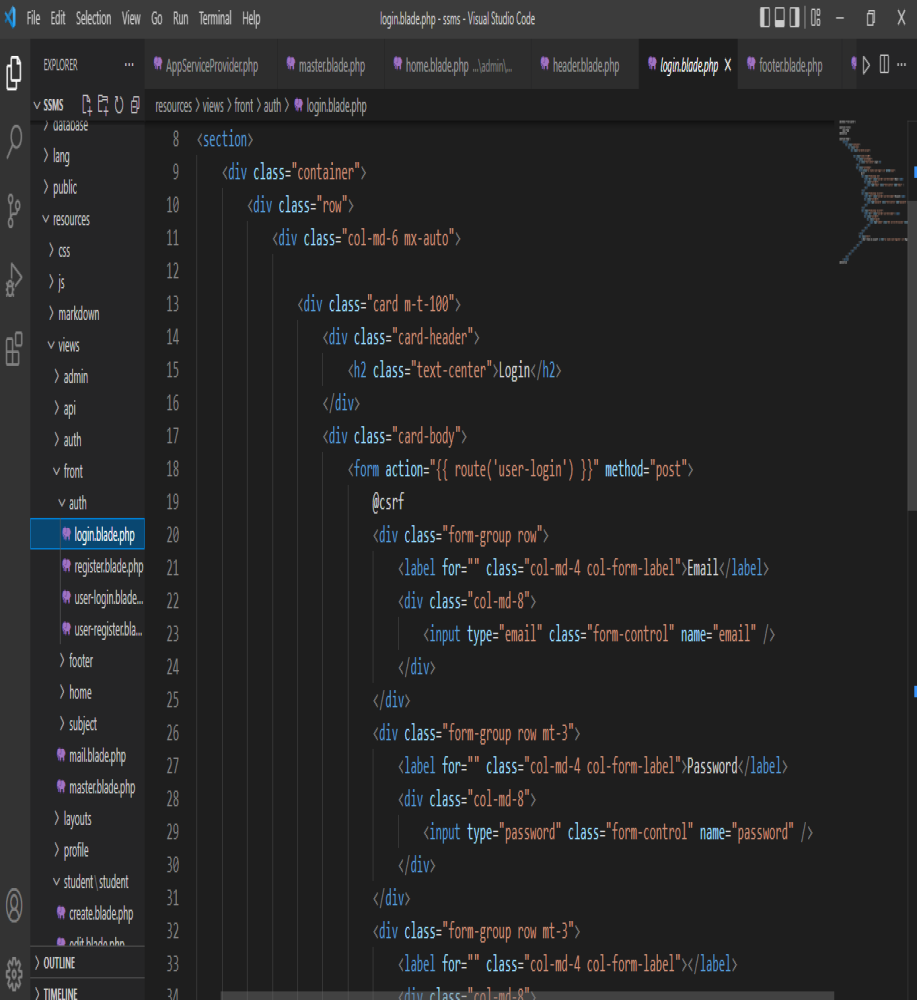 File Edit Selection View Go Run Terminal Help
login.blade.php - ssms - Visual Studio Code
EXPLORER ...
AppServiceProvider.php
master.blade.php
home.blade.php ...\admin\...
header.blade.php
login.blade.php
footer.blade.php
...
SSMS
resources > views > front > auth > login.blade.php
database
lang
public
resources
css
js
markdown
views
admin
api
auth
front
auth
login.blade.php
register.blade.php
user-login.blade...
user-register.bla...
footer
home
subject
mail.blade.php
master.blade.php
layouts
profile
student\student
create.blade.php
edit.blade.php
OUTLINE
TIMELINE
8 <section>
9 <div class="container">
10 <div class="row">
11 <div class="col-md-6 mx-auto">
12
13 <div class="card m-t-100">
14 <div class="card-header">
15 <h2 class="text-center">Login</h2>
16 </div>
17 <div class="card-body">
18 <form action="{{ route('user-login') }}" method="post">
19 @csrf
20 <div class="form-group row">
21 <label for="" class="col-md-4 col-form-label">Email</label>
22 <div class="col-md-8">
23 <input type="email" class="form-control" name="email" />
24 </div>
25 </div>
26 <div class="form-group row mt-3">
27 <label for="" class="col-md-4 col-form-label">Password</label>
28 <div class="col-md-8">
29 <input type="password" class="form-control" name="password" />
30 </div>
31 </div>
32 <div class="form-group row mt-3">
33 <label for="" class="col-md-4 col-form-label"></label>
34 <div class="col-md-8">